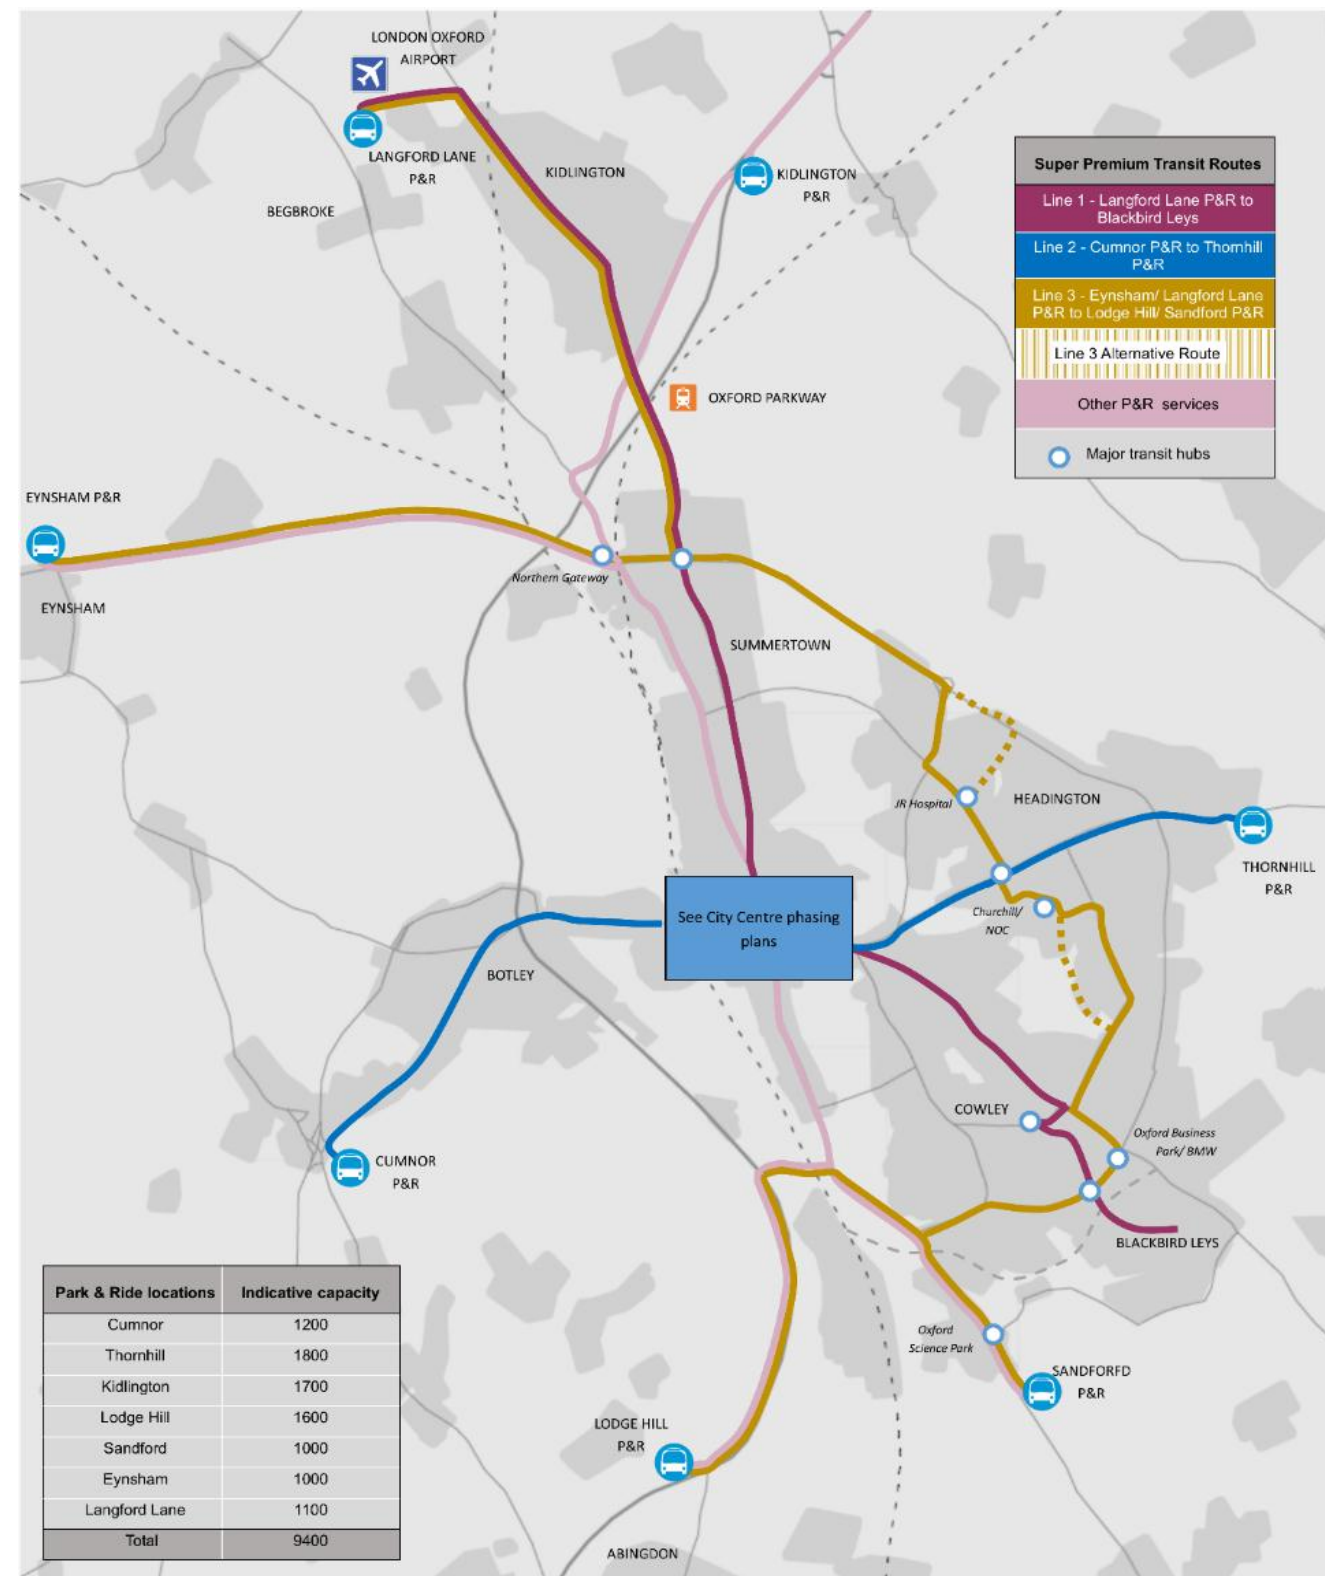 LONDON OXFORD
AIRPORT
LANGFORD LANE
P&R
KIDLINGTON
KIDLINGTON
P&R
BEGBROKE
Super Premium Transit Routes
Line 1 - Langford Lane P&R to
Blackbird Leys
Line 2 - Cumnor P&R to Thornhill
P&R
Line 3 - Eynsham/ Langford Lane
P&R to Lodge Hill/ Sandford P&R
Line 3 Alternative Route
Other P&R services
Major transit hubs
OXFORD PARKWAY
EYNSHAM P&R
Northern Gateway
EYNSHAM
SUMMERTOWN
JR Hospital
HEADINGTON
THORNHILL
P&R
See City Centre phasing
plans
Churchill/
NOC
BOTLEY
COWLEY
Oxford Business
Park/ BMW
CUMNOR
P&R
BLACKBIRD LEYS
Oxford
Science Park
SANDFORFD
P&R
LODGE HILL
P&R
ABINGDON
Park & Ride locations Indicative capacity
Cumnor 1200
Thornhill 1800
Kidlington 1700
Lodge Hill 1600
Sandford 1000
Eynsham 1000
Langford Lane 1100
Total 9400